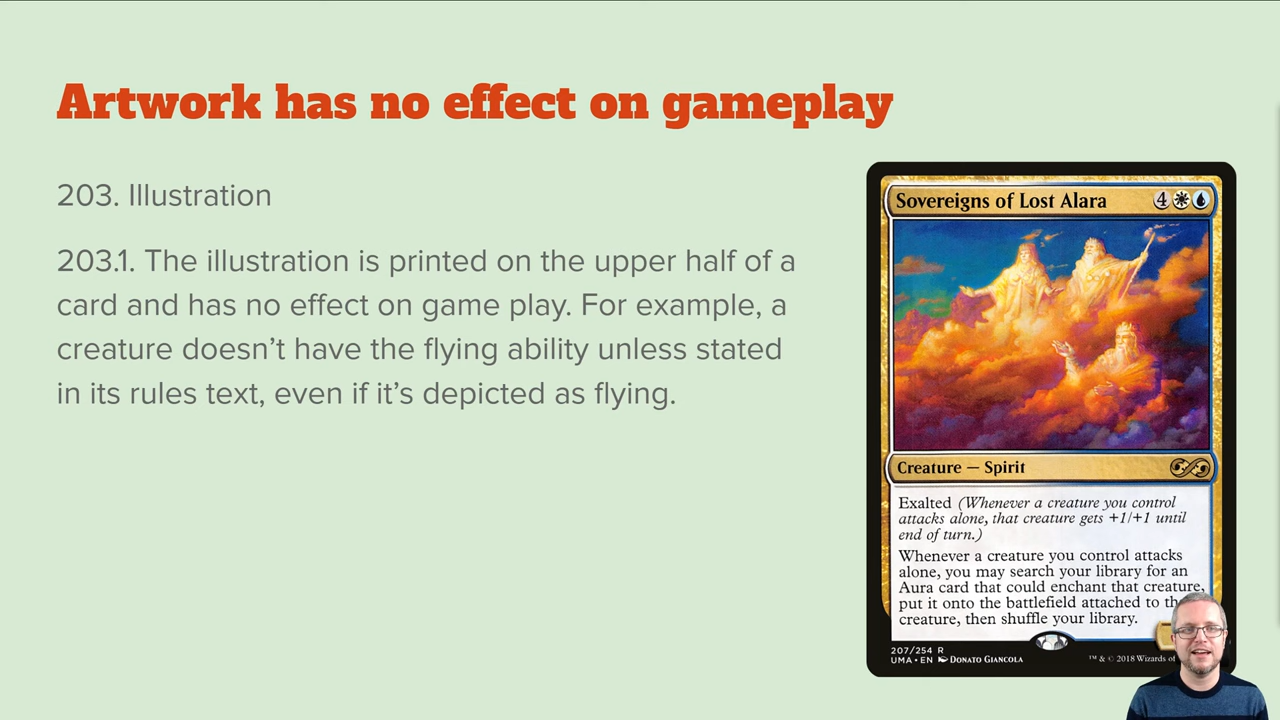 Artwork has no effect on gameplay
203. Illustration
203.1. The illustration is printed on the upper half of a
card and has no effect on game play. For example, a
creature doesn't have the flying ability unless stated
in its rules text, even if it's depicted as flying.
Sovereigns of Lost Alara 4
Creature — Spirit
Exalted (Whenever a creature you control
attacks alone, that creature gets +1/+1 until
end of turn.)
Whenever a creature you control attacks
alone, you may search your library for an
Aura card that could enchant that creature,
put it onto the battlefield attached to
creature, then shuffle your library.
207/254 R
UMA • EN DONATO GIANCOLA
™ & © 2018 Wizards of